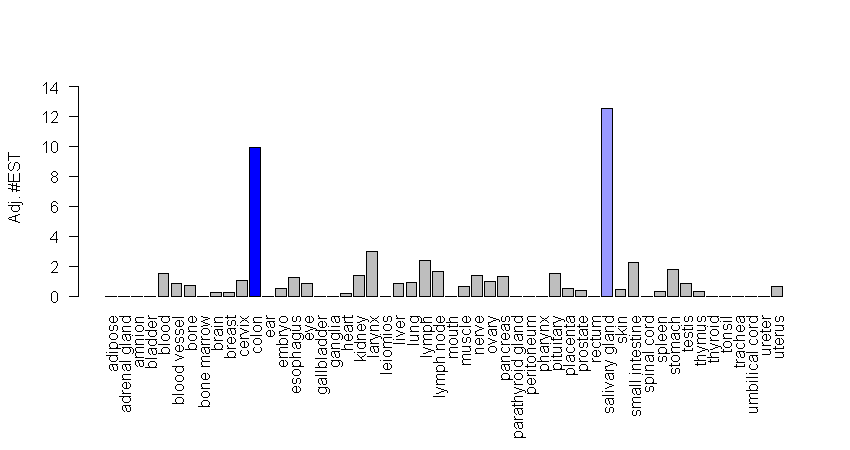 14
12
10
8
6
4
2
0
Adj. #EST
adipose
adrenal gland
amnion
bladder
blood
blood vessel
bone
bone marrow
brain
breast
cervix
colon
ear
embryo
esophagus
eye
gallbladder
ganglia
heart
kidney
larynx
leiomios
liver
lung
lymph
lymph node
mouth
muscle
nerve
ovary
pancreas
parathyroid gland
peritoneum
pharynx
pituitary
placenta
prostate
rectum
salivary gland
skin
small intestine
spinal cord
spleen
stomach
testis
thymus
thyroid
tonsil
trachea
umbilical cord
ureter
uterus